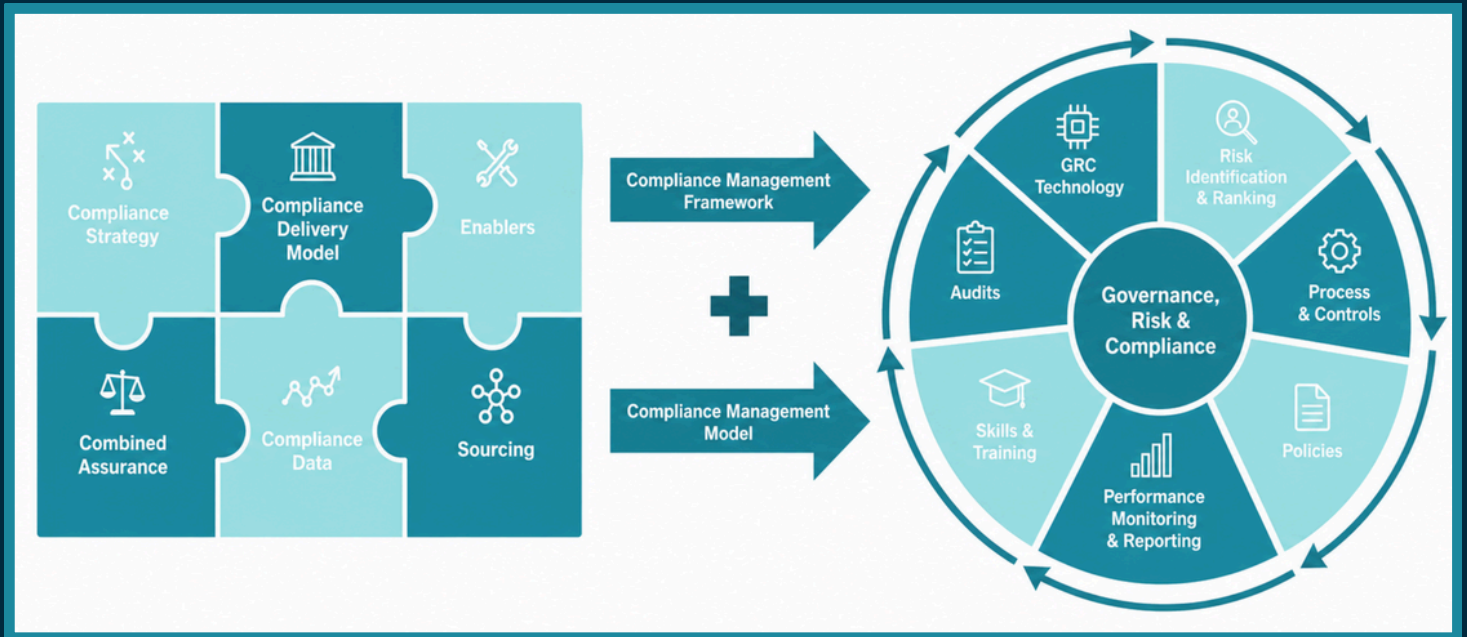 Compliance
Strategy
Compliance
Delivery
Model
Enablers
Combined
Assurance
Compliance
Data
Sourcing
Compliance Management
Framework
Compliance Management
Model
GRC
Technology
Risk
Identification
& Ranking
Process
& Controls
Policies
Performance
Monitoring
& Reporting
Skills &
Training
Audits
Governance,
Risk &
Compliance